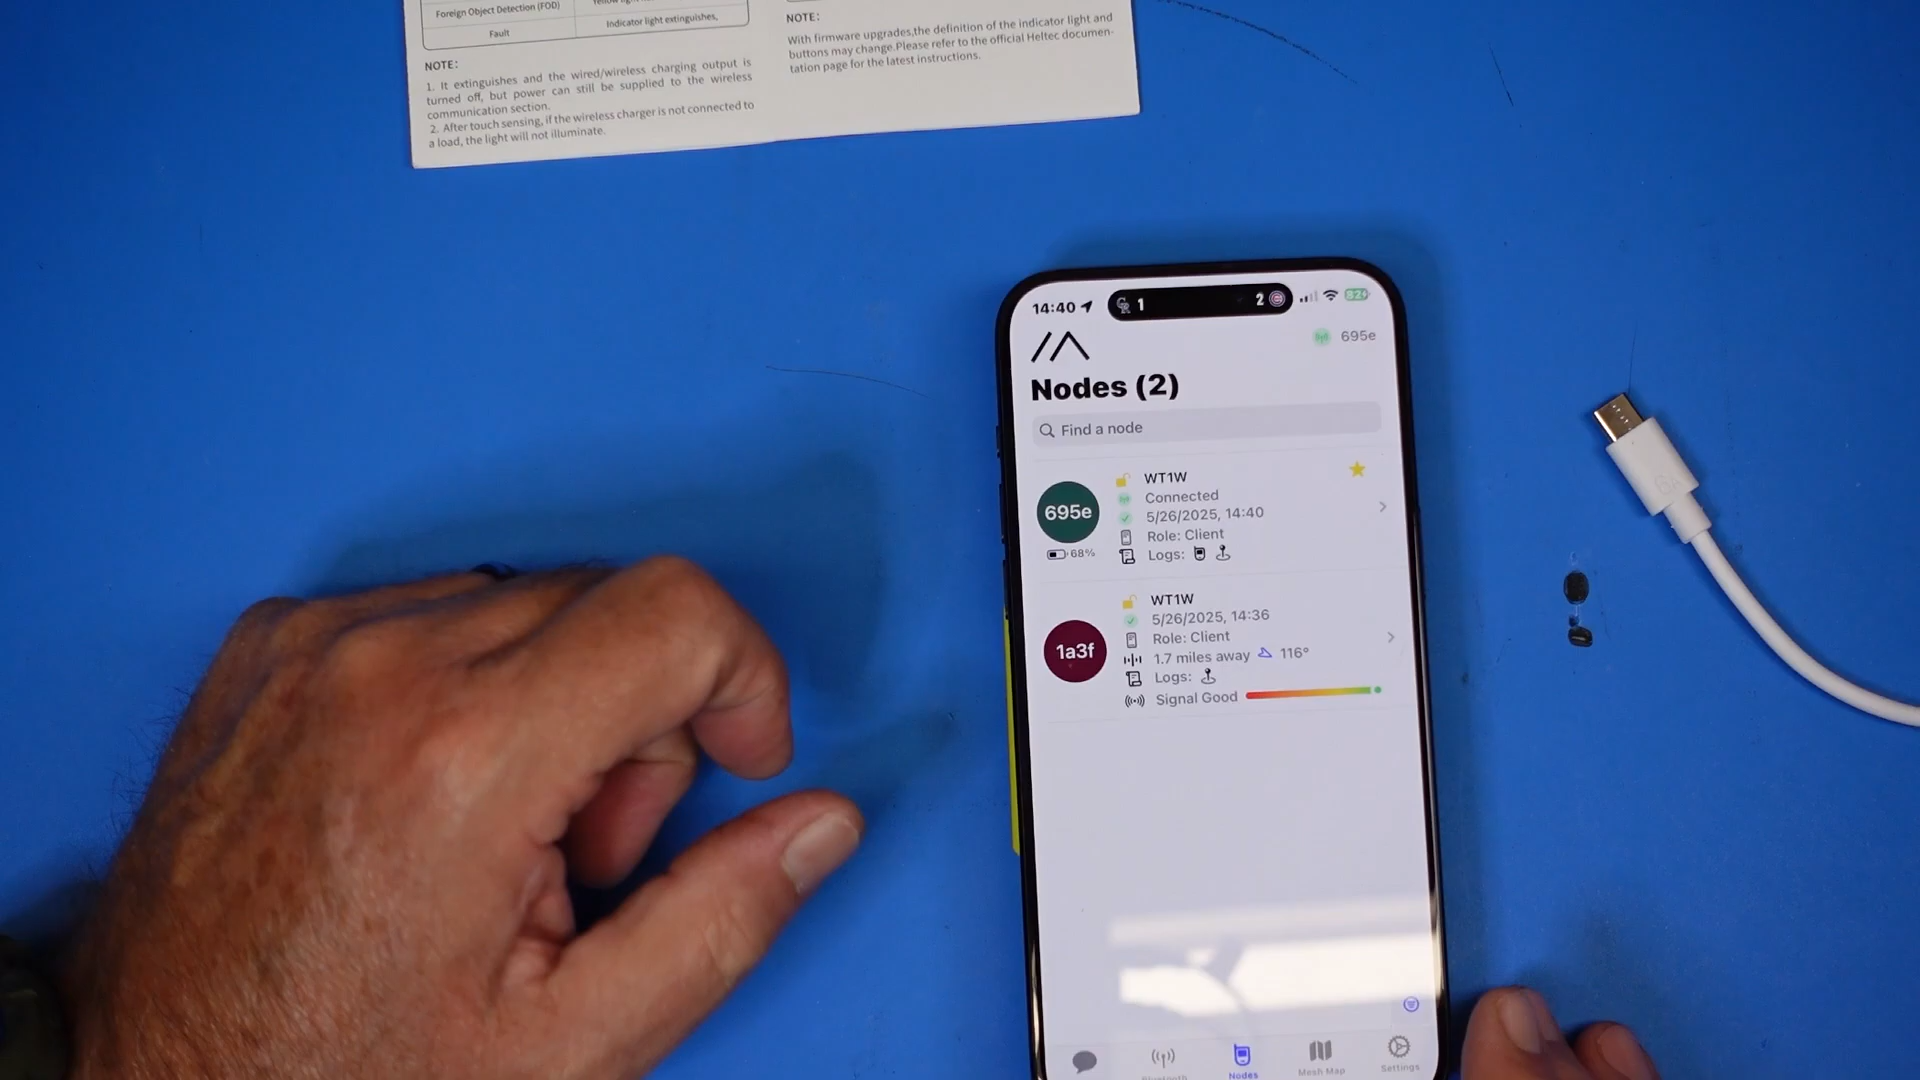 Foreign Object Detection (FOD)
Fault
Indicator light extinguishes,
NOTE:
1. It extinguishes and the wired/wireless charging output is
turned off, but power can still be supplied to the wireless
communication section.
2. After touch sensing, if the wireless charger is not connected to
a load, the light will not illuminate.
NOTE:
With firmware upgrades,the definition of the indicator light and
buttons may change.Please refer to the official Heltec documen-
tation page for the latest instructions.
14:40
1
2
82
695e
Nodes (2)
Find a node
695e
68%
WT1W
Connected
5/26/2025, 14:40
Role: Client
Logs:
1a3f
WT1W
5/26/2025, 14:36
Role: Client
1.7 miles away 116°
Logs:
Signal Good
Nodes
Mesh Map
Settings